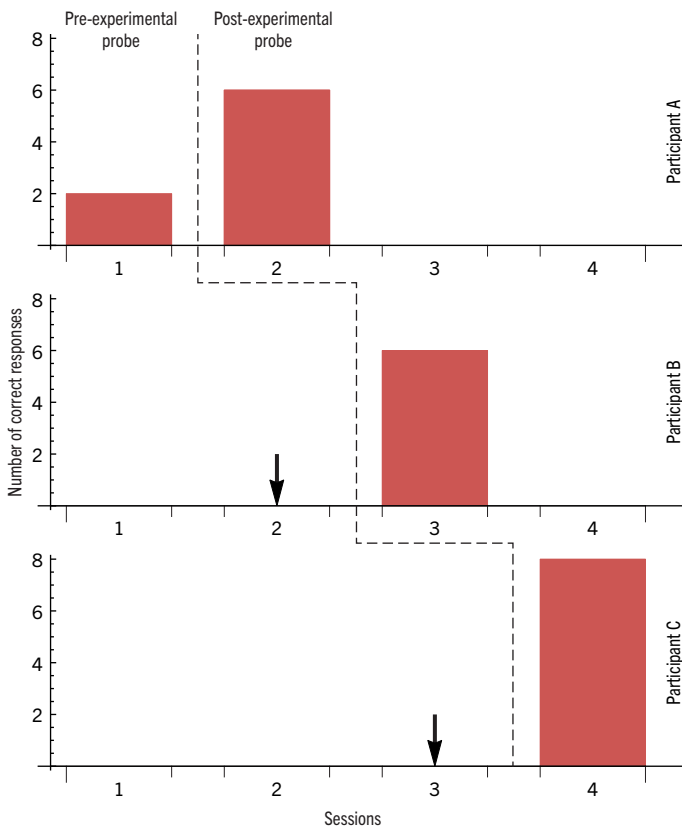 Pre-experimental
probe
Post-experimental
probe
8
6
4
2
1
2
3
4
Participant A
8
6
4
2
1
2
3
4
Participant B
Number of correct responses
8
6
4
2
1
2
3
4
Participant C
Sessions